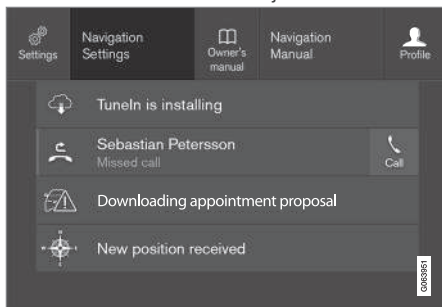 Settings
Navigation
Settings
Owner's
manual
Navigation
Manual
Profile
TuneIn is installing
Sebastian Petersson
Missed call
Call
Downloading appointment proposal
New position received
G063951